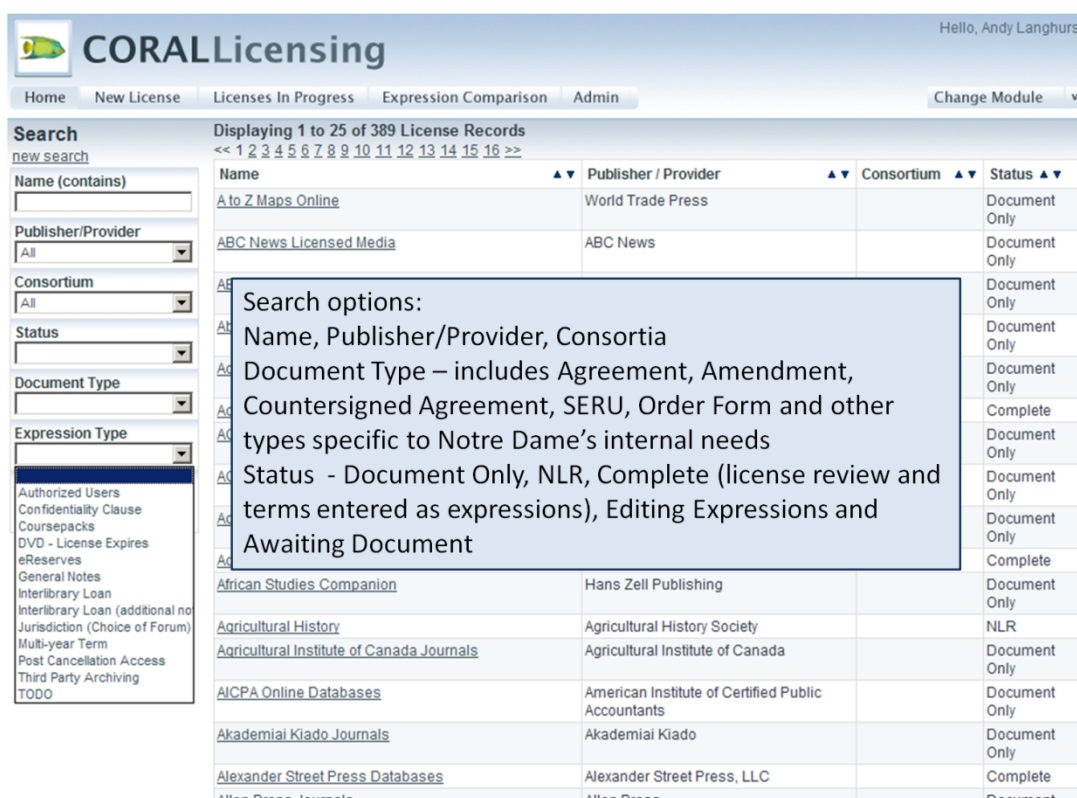 Hello, Andy Langhurs
CORALLicensing
Home New License Licenses In Progress Expression Comparison Admin Change Module
Search
new search
Name (contains)
Publisher/Provider
All
Consortium
All
Status
Document Type
Expression Type
Authorized Users
Confidentiality Clause
Coursepacks
DVD - License Expires
eReserves
General Notes
Interlibrary Loan
Interlibrary Loan (additional no
Jurisdiction (Choice of Forum)
Multi-year Term
Post Cancellation Access
Third Party Archiving
TODO
Displaying 1 to 25 of 389 License Records
<< 1 2 3 4 5 6 7 8 9 10 11 12 13 14 15 16 >>
Name ▲▼ Publisher / Provider ▲▼ Consortium ▲▼ Status ▲▼
A to Z Maps Online World Trade Press Document
Only
ABC News Licensed Media ABC News Document
Only
Document
Only
Document
Only
Document
Only
Complete
Document
Only
Document
Only
Document
Only
Complete
Search options:
Name, Publisher/Provider, Consortia
Document Type – includes Agreement, Amendment,
Countersigned Agreement, SERU, Order Form and other
types specific to Notre Dame's internal needs
Status - Document Only, NLR, Complete (license review and
terms entered as expressions), Editing Expressions and
Awaiting Document
African Studies Companion Hans Zell Publishing Document
Only
Agricultural History Agricultural History Society NLR
Agricultural Institute of Canada Journals Agricultural Institute of Canada Document
Only
AICPA Online Databases American Institute of Certified Public Document
Accountants Only
Akademiai Kiado Journals Akademiai Kiado Document
Only
Alexander Street Press Databases Alexander Street Press, LLC Complete
Allen Press Journals Allen Press Document